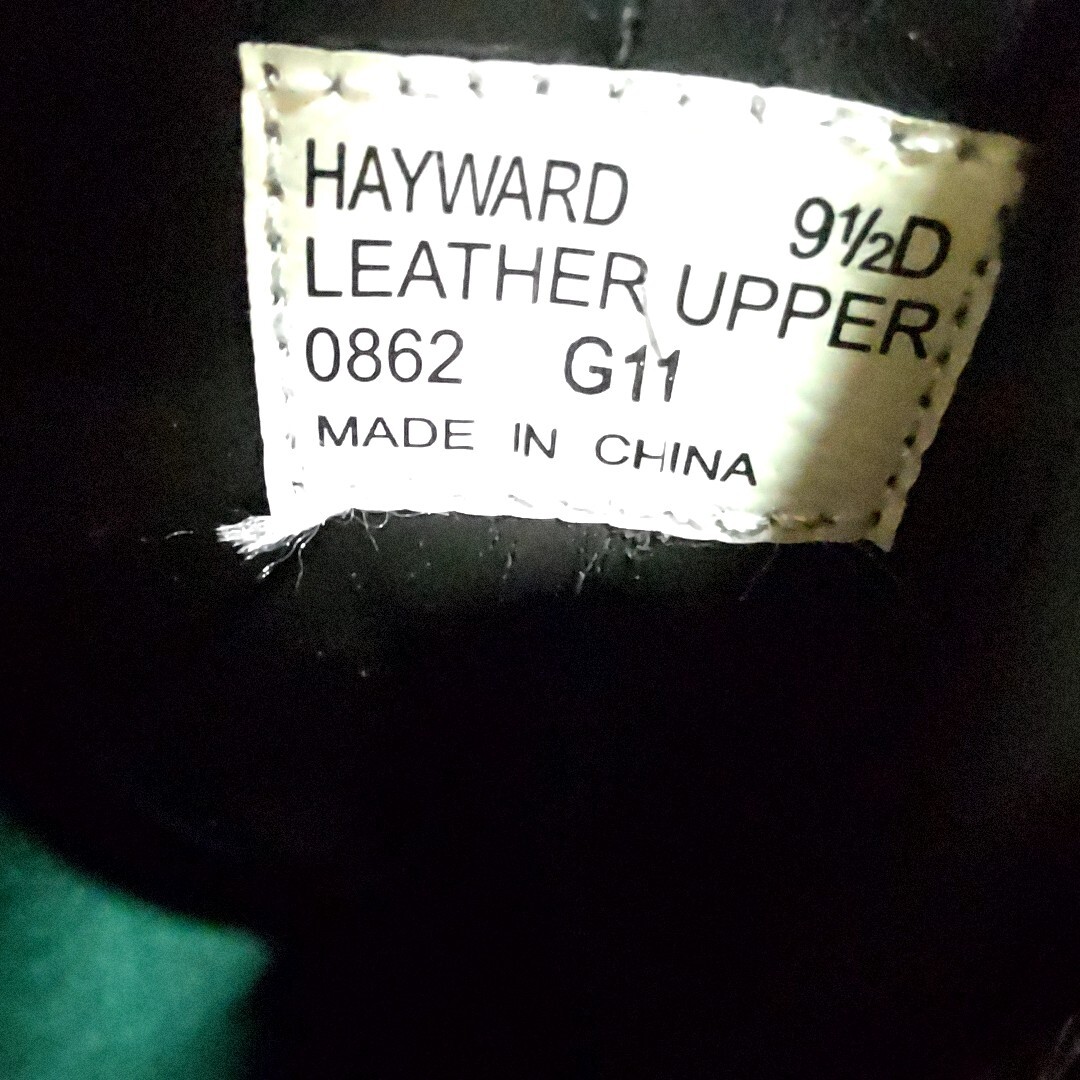 HAYWARD 9½D
LEATHER UPPER
0862 G11
MADE IN CHINA